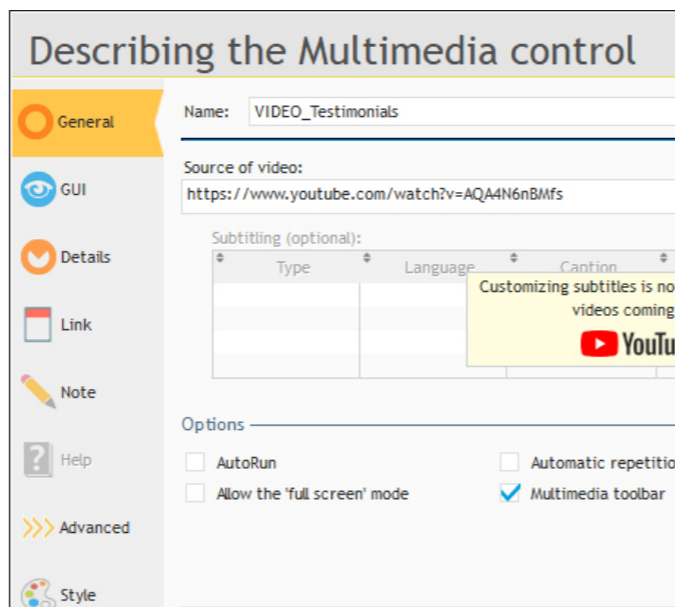 Describing the Multimedia control
General
Name: VIDEO_Testimonials
GUI
Source of video:
https://www.youtube.com/watch?v=AQA4N6nBMfs
Details
Subtitling (optional):
Type Language Caption
Customizing subtitles is no
videos coming
YouTu
Link
Note
Options
Help
AutoRun Automatic repetitio
Allow the 'full screen' mode Multimedia toolbar
Advanced
Style